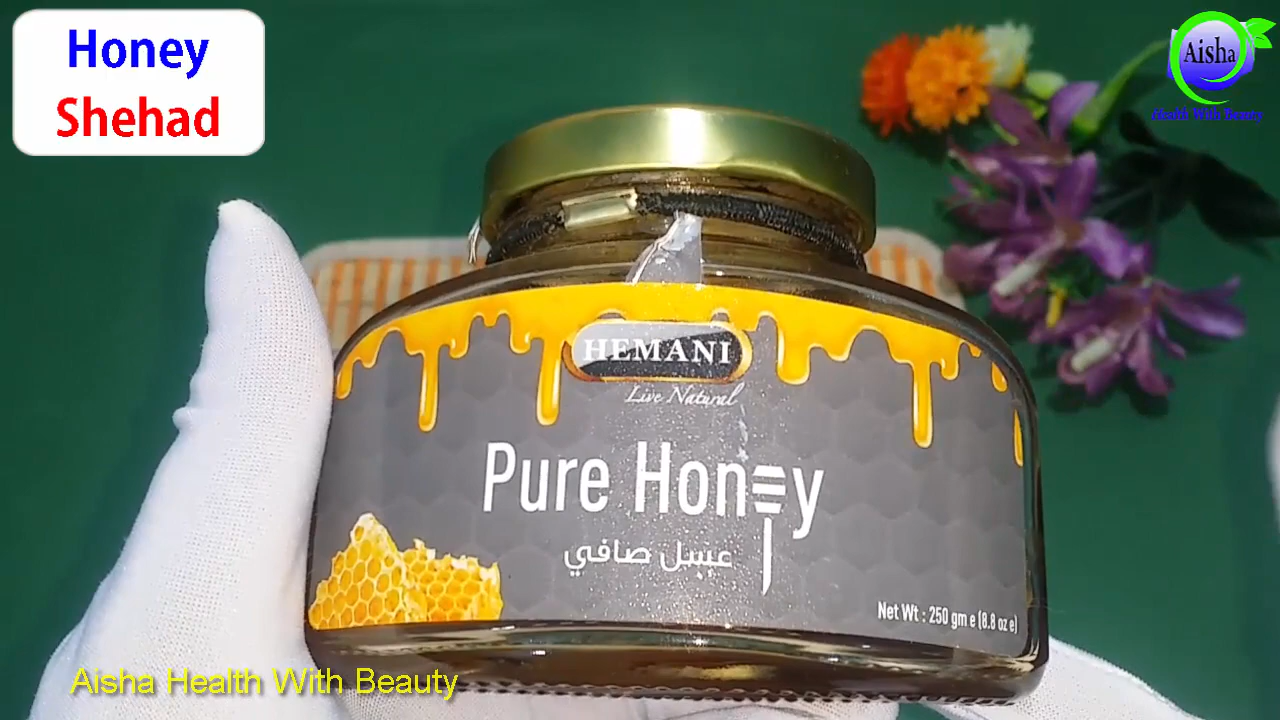 Honey
Shehad
Aisha
Health With Beauty
HEMANI
Live Natural
Pure Honey
عسل صافي
Net Wt : 250 gm e (8.8 oz e)
Aisha Health With Beauty